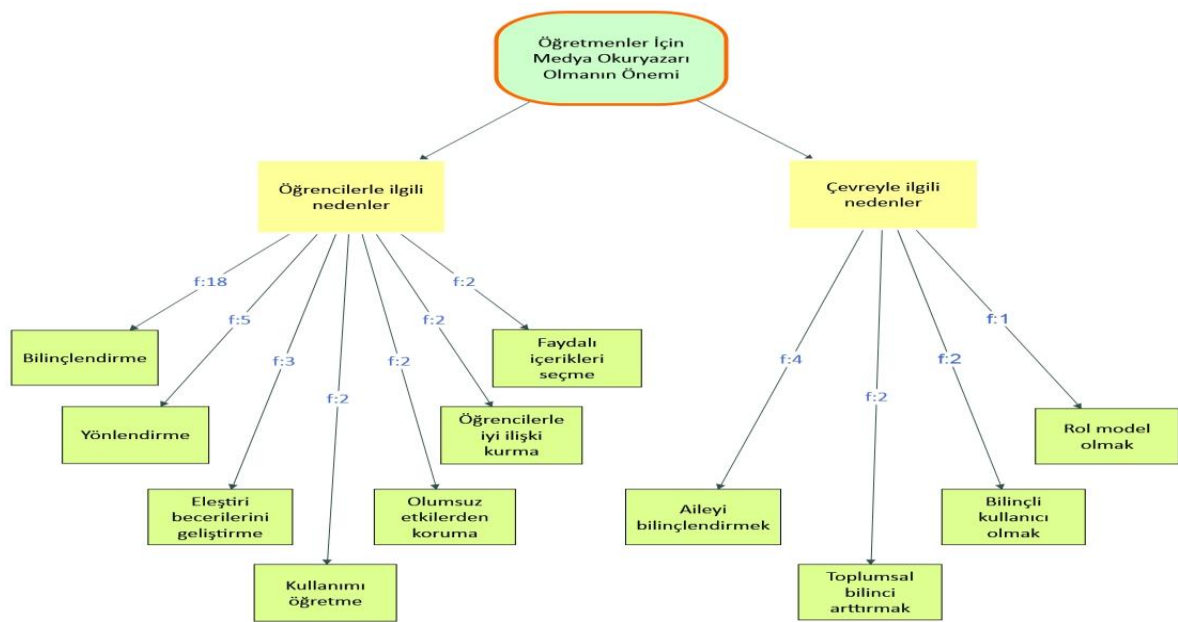 Öğretmenler İçin
Medya Okuryazarı
Olmanın Önemi
Öğrencilerle ilgili
nedenler
Çevreyle ilgili
nedenler
f:18
f:5
f:3
f:2
f:2
f:2
f:2
f:4
f:2
f:2
f:1
Bilinçlendirme
Yönlendirme
Eleştiri
becerilerini
geliştirme
Kullanımı
öğretme
Olumsuz
etkilerden
koruma
Öğrencilerle
iyi ilişki
kurma
Faydalı
içerikleri
seçme
Aileyi
bilinçlendirmek
Toplumsal
bilinci
arttırmak
Bilinçli
kullanıcı
olmak
Rol model
olmak